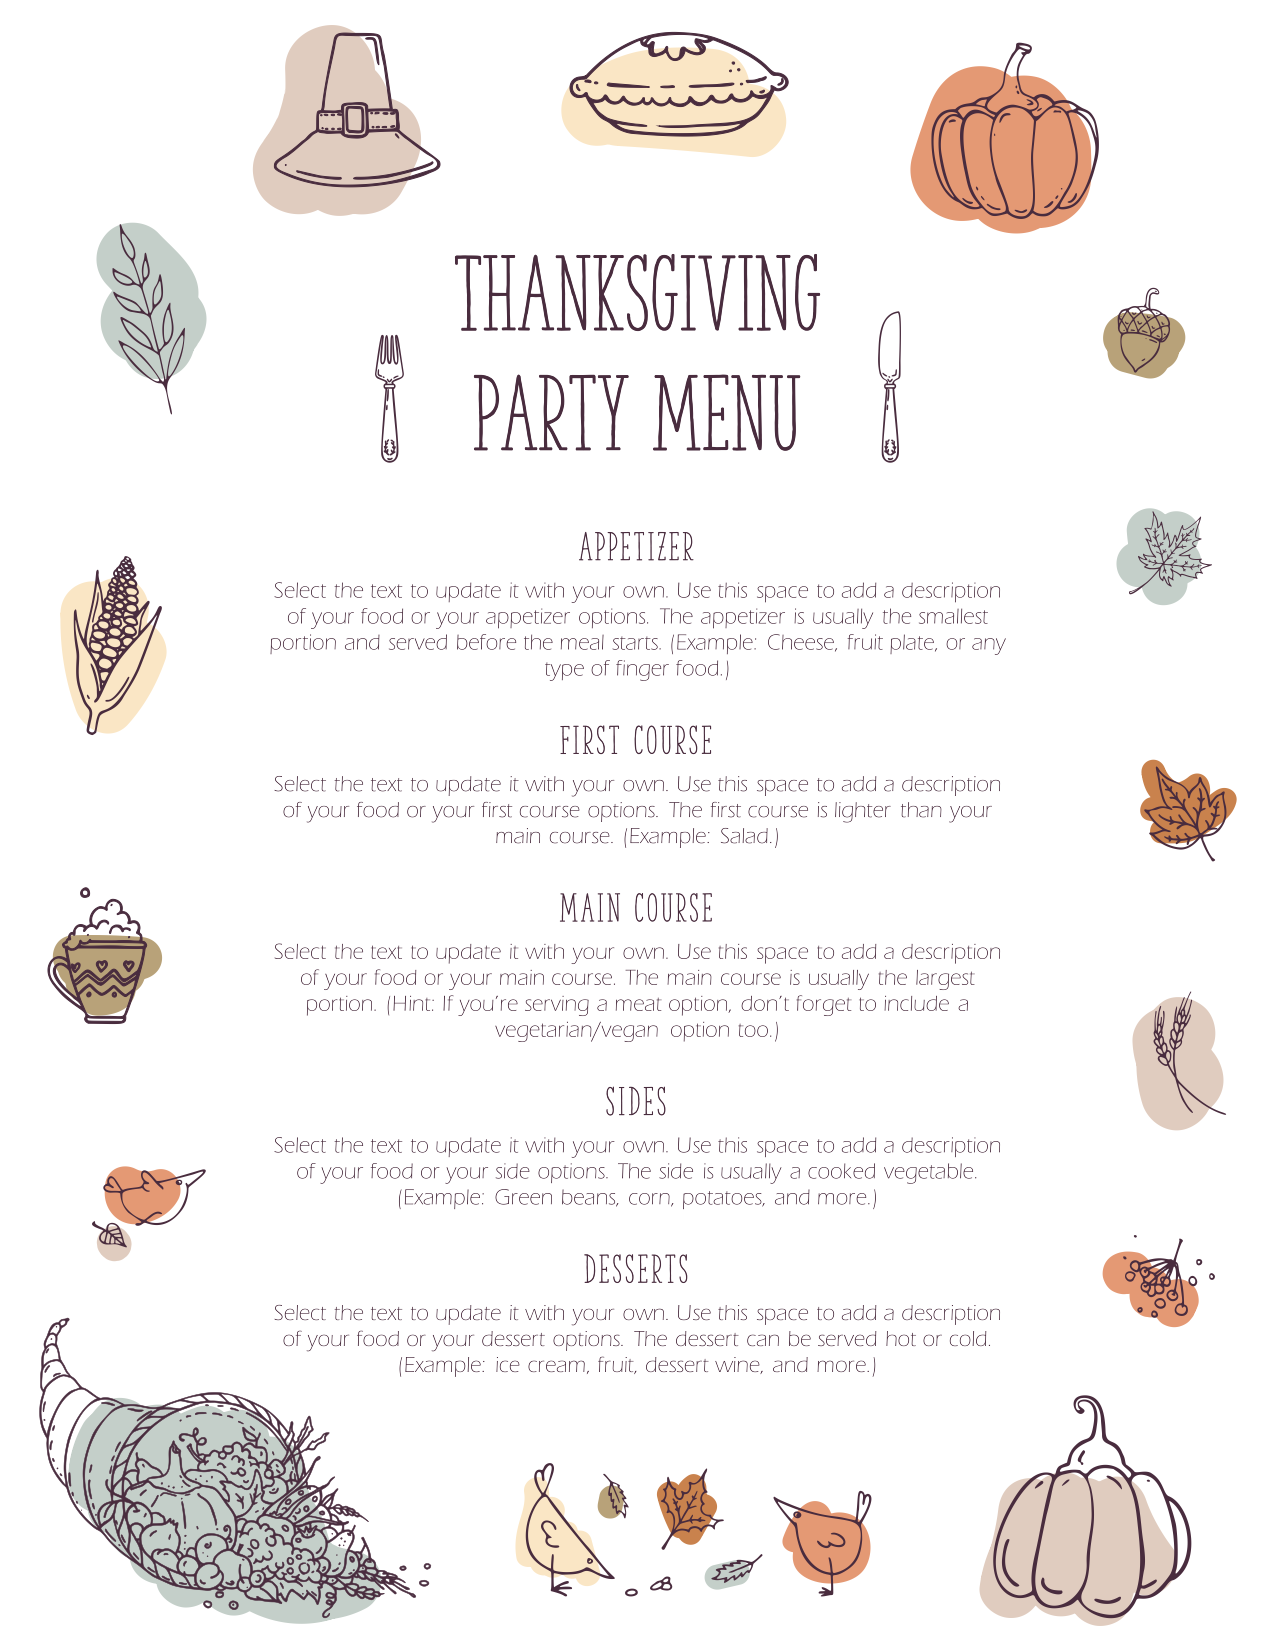 THANKSGIVING
PARTY MENU
APPETIZER
Select the text to update it with your own. Use this space to add a description
of your food or your appetizer options. The appetizer is usually the smallest
portion and served before the meal starts. (Example: Cheese, fruit plate, or any
type of finger food.)
FIRST COURSE
Select the text to update it with your own. Use this space to add a description
of your food or your first course options. The first course is lighter than your
main course. (Example: Salad.)
MAIN COURSE
Select the text to update it with your own. Use this space to add a description
of your food or your main course. The main course is usually the largest
portion. (Hint: If you’re serving a meat option, don’t forget to include a
vegetarian/vegan option too.)
SIDES
Select the text to update it with your own. Use this space to add a description
of your food or your side options. The side is usually a cooked vegetable.
(Example: Green beans, corn, potatoes, and more.)
DESSERTS
Select the text to update it with your own. Use this space to add a description
of your food or your dessert options. The dessert can be served hot or cold.
(Example: ice cream, fruit, dessert wine, and more.)